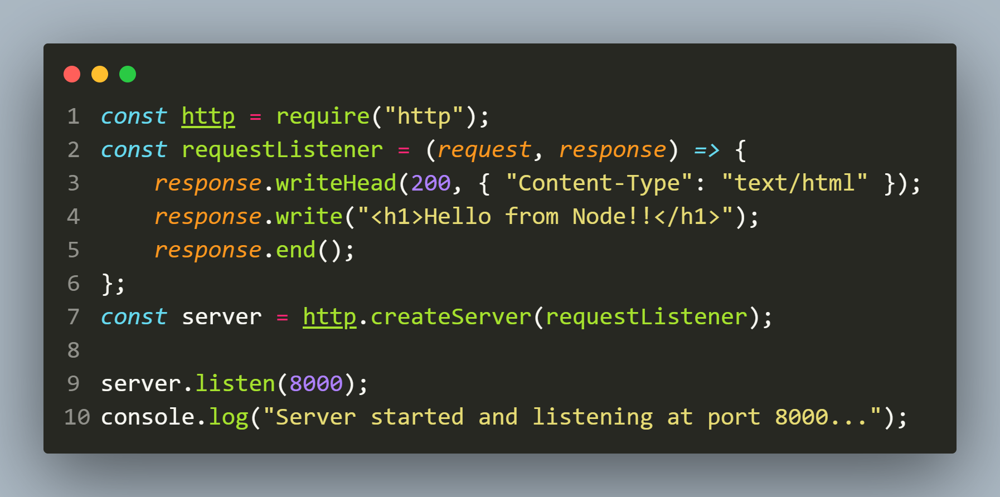 1 const http = require("http");
2 const requestListener = (request, response) => {
3     response.writeHead(200, { "Content-Type": "text/html" });
4     response.write("<h1>Hello from Node!!</h1>");
5     response.end();
6 };
7 const server = http.createServer(requestListener);
8
9 server.listen(8000);
10 console.log("Server started and listening at port 8000...");